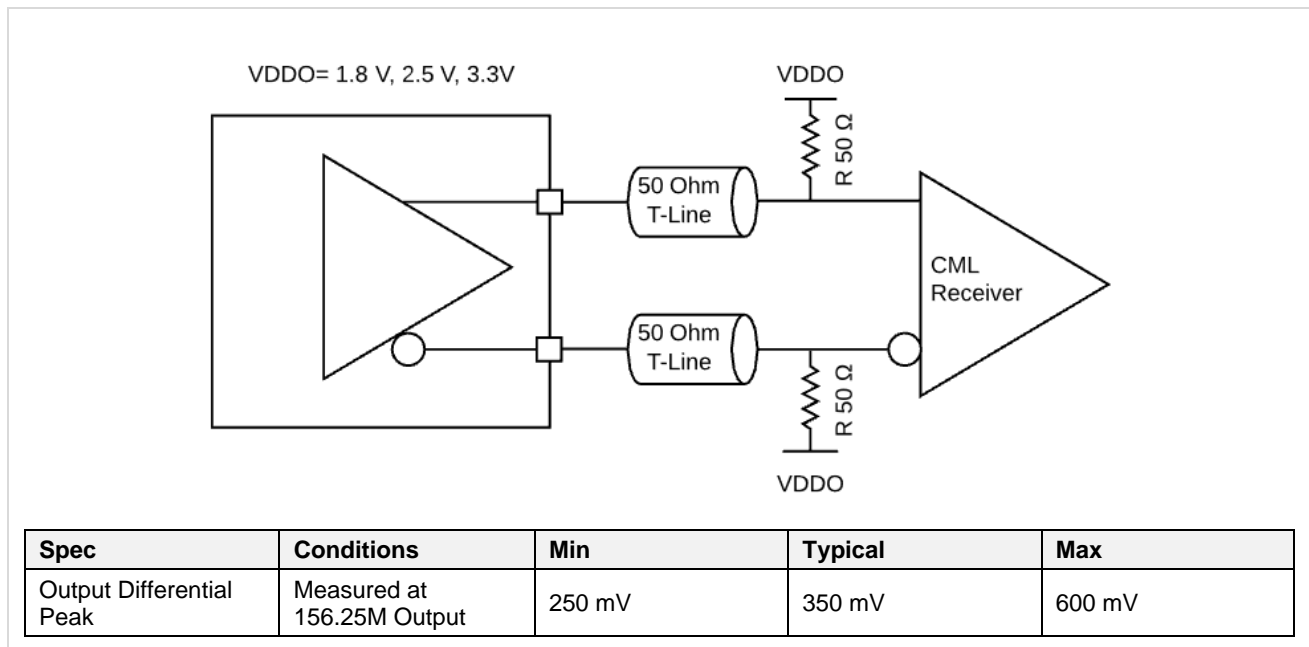 VDDO= 1.8 V, 2.5 V, 3.3V
VDDO
R 50 Ω
50 Ohm
T-Line
CML
Receiver
50 Ohm
T-Line
R 50 Ω
VDDO
Spec Conditions Min Typical Max
Output Differential Peak Measured at 156.25M Output 250 mV 350 mV 600 mV